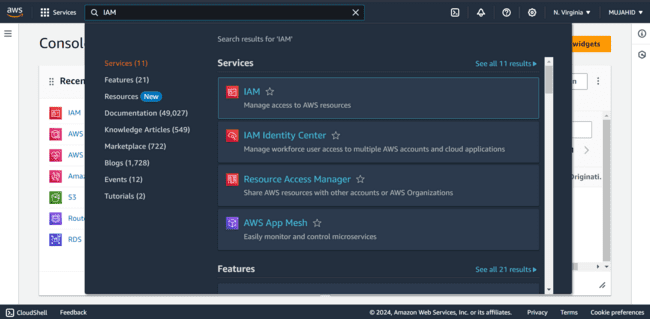 aws Services IAM N. Virginia MUJAHID
Consol widgets
Search results for 'IAM'
Services (11)
Features (21)
Resources New
Documentation (49,027)
Knowledge Articles (549)
Marketplace (722)
Blogs (1,728)
Events (12)
Tutorials (2)
Services See all 11 results
IAM
Manage access to AWS resources
IAM Identity Center
Manage workforce user access to multiple AWS accounts and cloud applications
Resource Access Manager
Share AWS resources with other accounts or AWS Organizations
AWS App Mesh
Easily monitor and control microservices
Features See all 21 results
Recen
IAM
AWS
AWS
Amaz
S3
Route
RDS
n
Originati.
CloudShell Feedback © 2024, Amazon Web Services, Inc. or its affiliates. Privacy Terms Cookie preferences